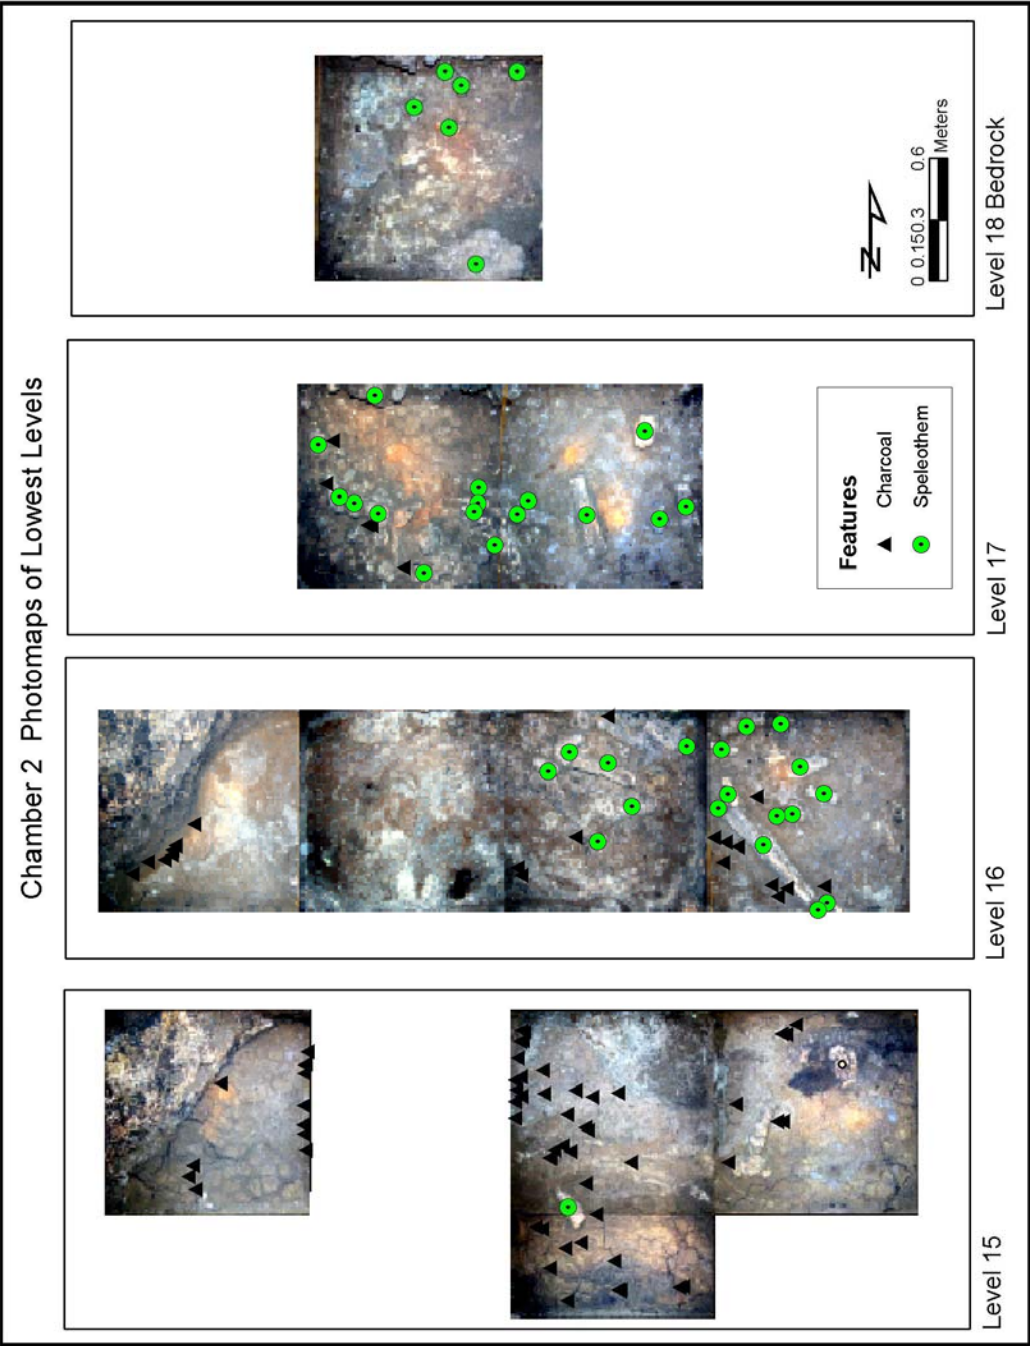 Chamber 2 Photomaps of Lowest Levels
Level 15
Level 16
Level 17
Features
Charcoal
Speleothem
Level 18 Bedrock
N
0 0.150.3 0.6
Meters